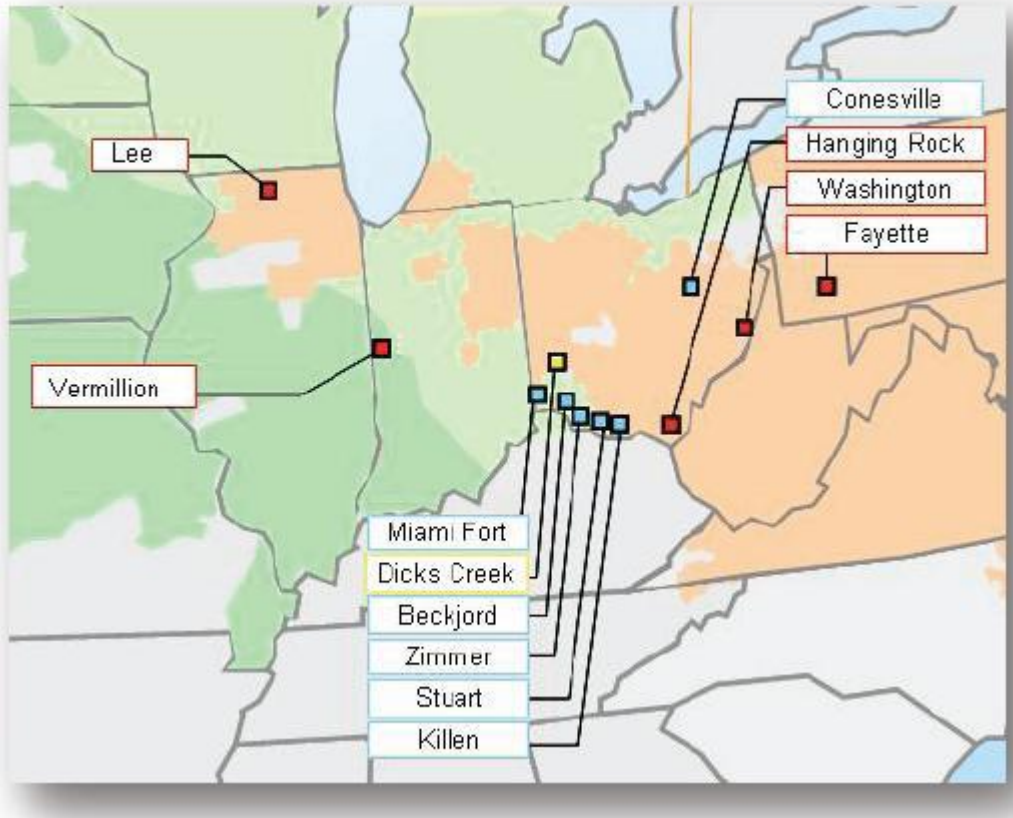 Conesville
Hanging Rock
Lee
Washington
Fayette
Vermillion
Miami Fort
Dicks Creek
Beckjord
Zimmer
Stuart
Killen